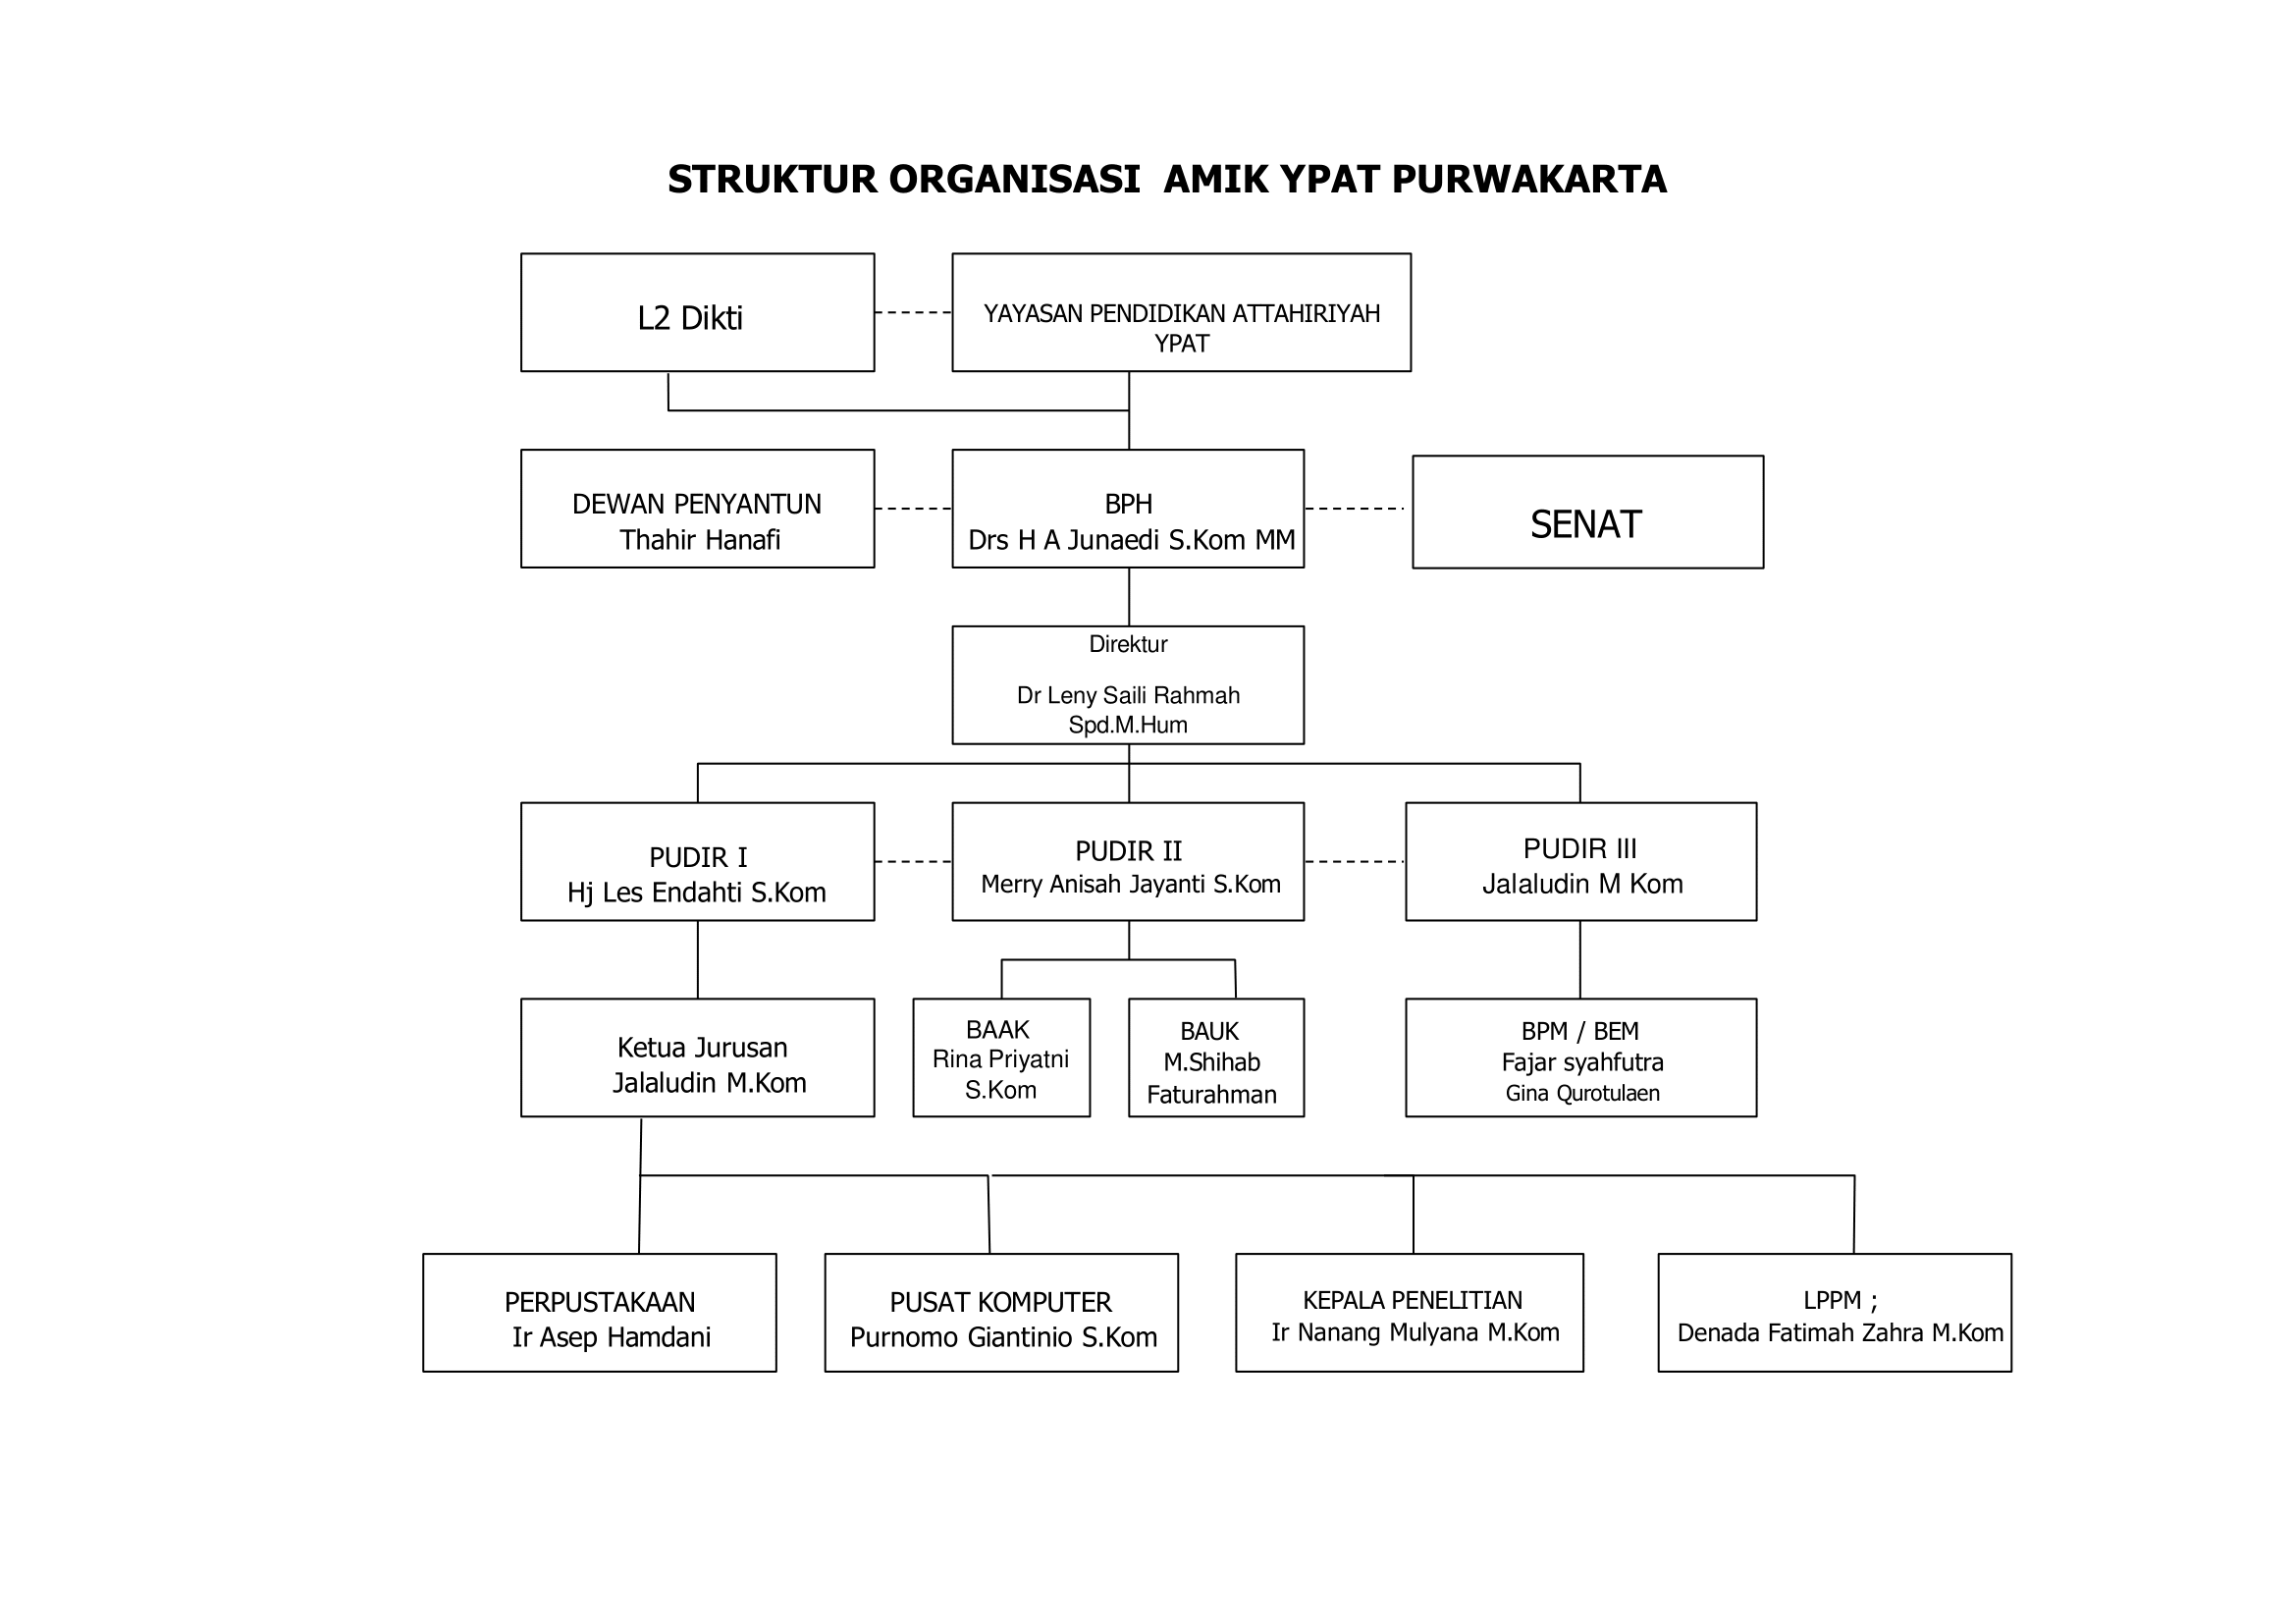 STRUKTUR ORGANISASI AMIK YPAT PURWAKARTA
L2 Dikti
YAYASAN PENDIDIKAN ATTAHIRIYAH
YPAT
DEWAN PENYANTUN
Thahir Hanafi
BPH
Drs H A Junaedi S.Kom MM
SENAT
Direktur
Dr Leny Saili Rahmah
Spd.M.Hum
PUDIR I
Hj Les Endahti S.Kom
PUDIR II
Merry Anisah Jayanti S.Kom
PUDIR III
Jalaludin M Kom
Ketua Jurusan
Jalaludin M.Kom
BAAK
Rina Priyatni
S.Kom
BAUK
M.Shihab
Faturahman
BPM / BEM
Fajar syahfutra
Gina Qurotulaen
PERPUSTAKAAN
Ir Asep Hamdani
PUSAT KOMPUTER
Purnomo Giantinio S.Kom
KEPALA PENELITIAN
Ir Nanang Mulyana M.Kom
LPPM ;
Denada Fatimah Zahra M.Kom